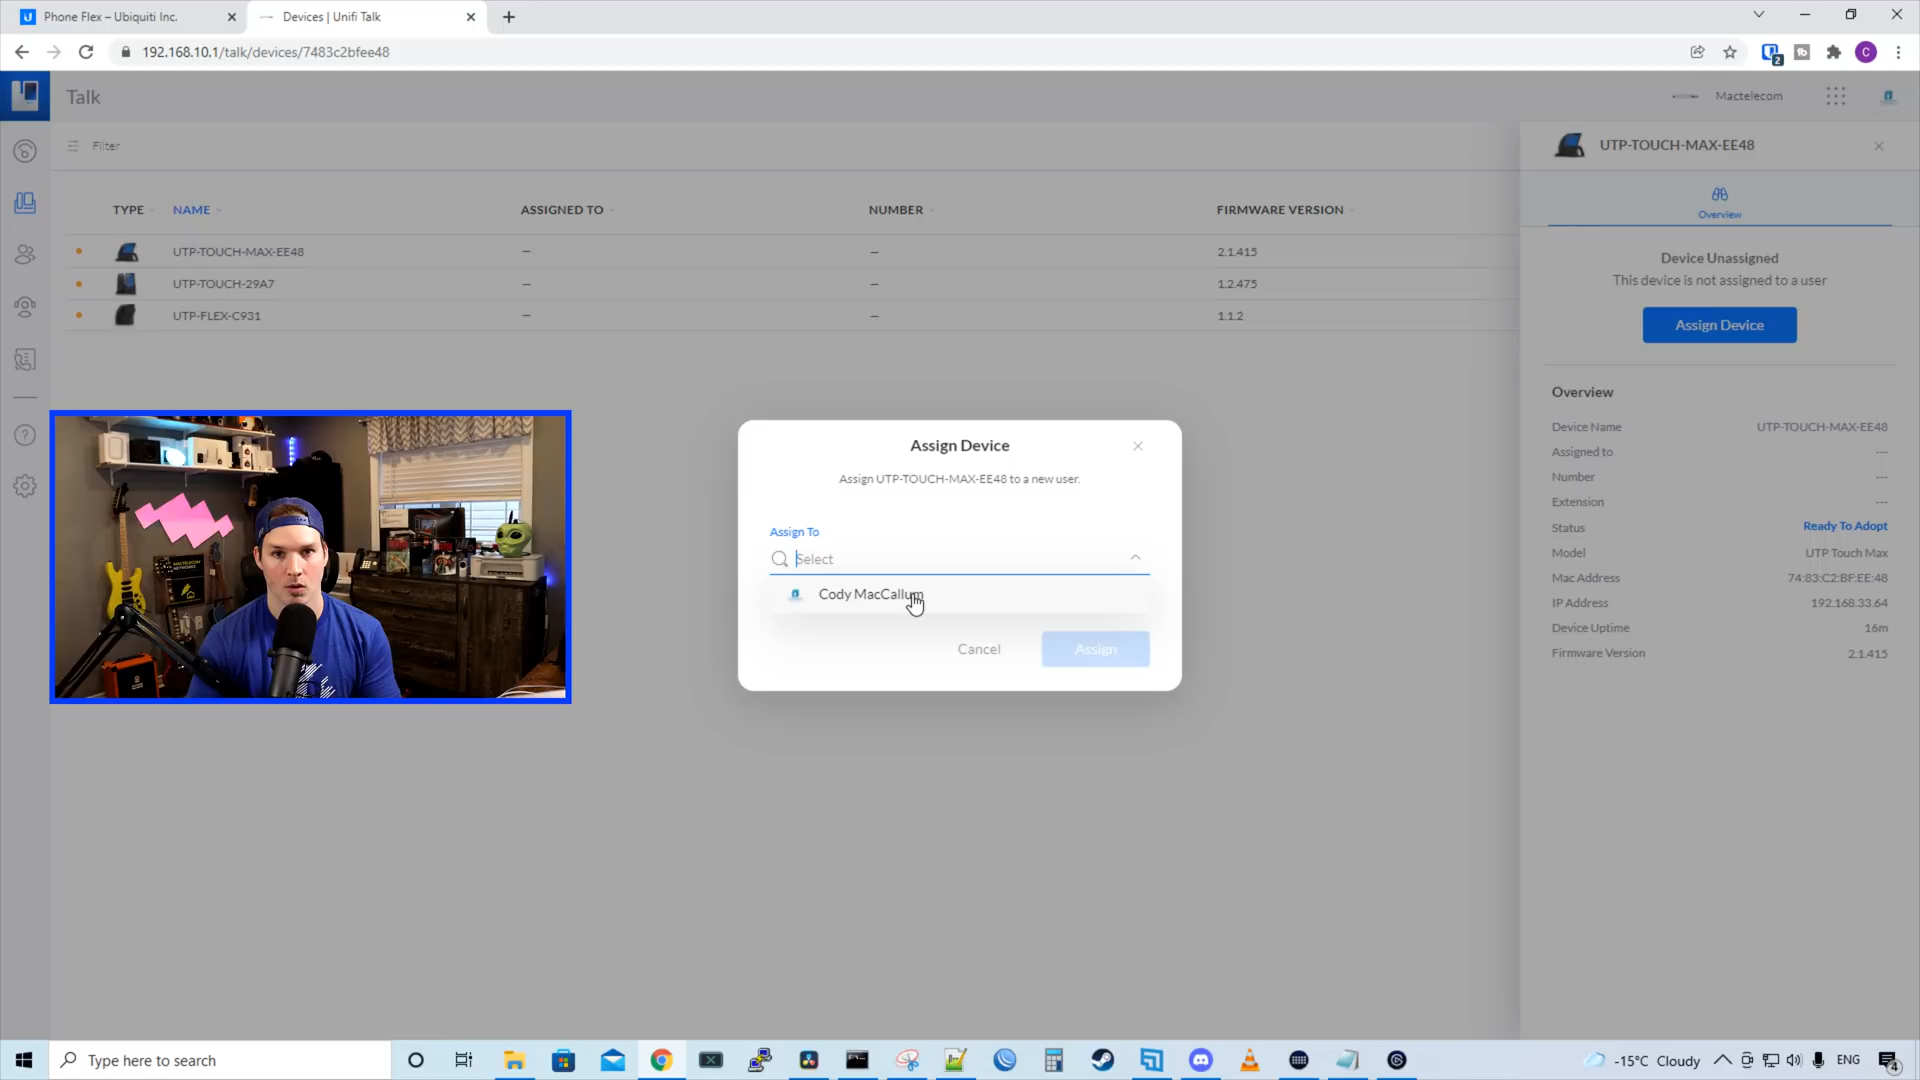 Phone Flex – Ubiquiti Inc.
Devices | Unifi Talk
192.168.10.1/talk/devices/7483c2bfee48
2
C
Talk
Mactelecom
Filter
TYPE NAME ASSIGNED TO NUMBER FIRMWARE VERSION
UTP-TOUCH-MAX-EE48 — — 2.1.415
UTP-TOUCH-29A7 — — 1.2.475
UTP-FLEX-C931 — — 1.1.2
UTP-TOUCH-MAX-EE48
Overview
Device Unassigned
This device is not assigned to a user
Assign Device
Overview
Device Name UTP-TOUCH-MAX-EE48
Assigned to ---
Number ---
Extension ---
Status Ready To Adopt
Model UTP Touch Max
Mac Address 74:83:C2:BF:EE:48
IP Address 192.168.33.64
Device Uptime 16m
Firmware Version 2.1.415
Assign Device
Assign UTP-TOUCH-MAX-EE48 to a new user.
Assign To
Select
Cody MacCallum
Cancel Assign
MACTELECOM
NETWORKS
Type here to search
-15°C Cloudy
ENG
4